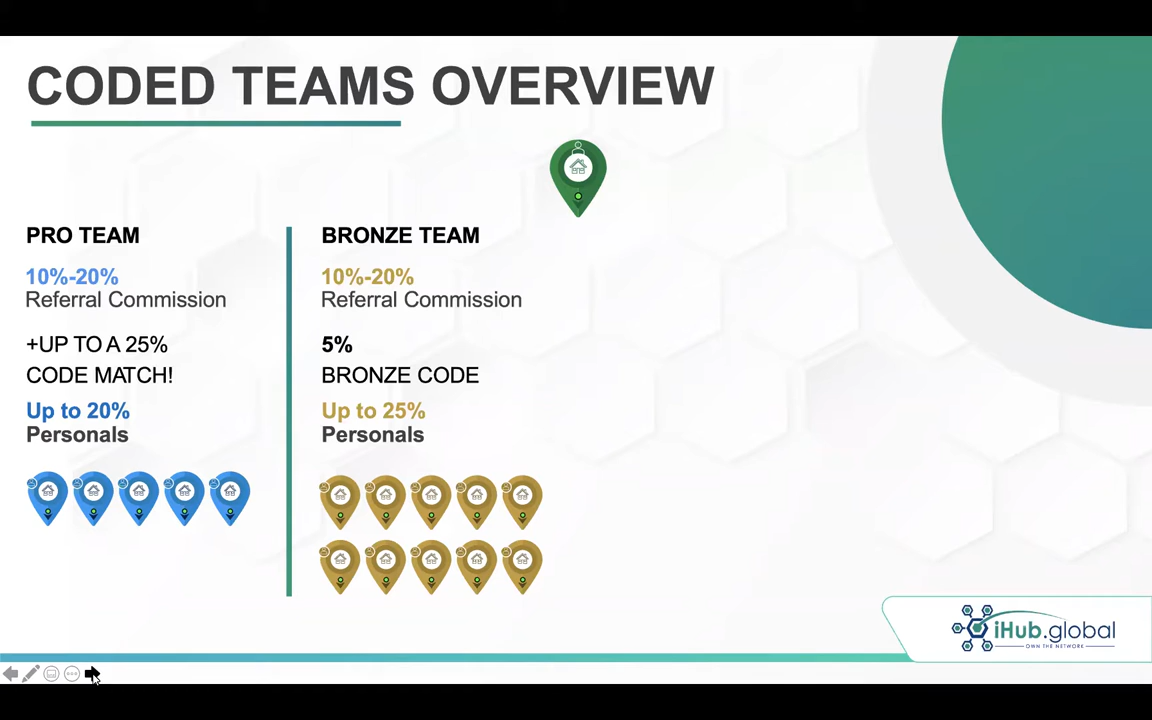 CODED TEAMS OVERVIEW
PRO TEAM
10%-20%
Referral Commission
+UP TO A 25%
CODE MATCH!
Up to 20%
Personals
BRONZE TEAM
10%-20%
Referral Commission
5%
BRONZE CODE
Up to 25%
Personals
iHub.global
OWN THE NETWORK